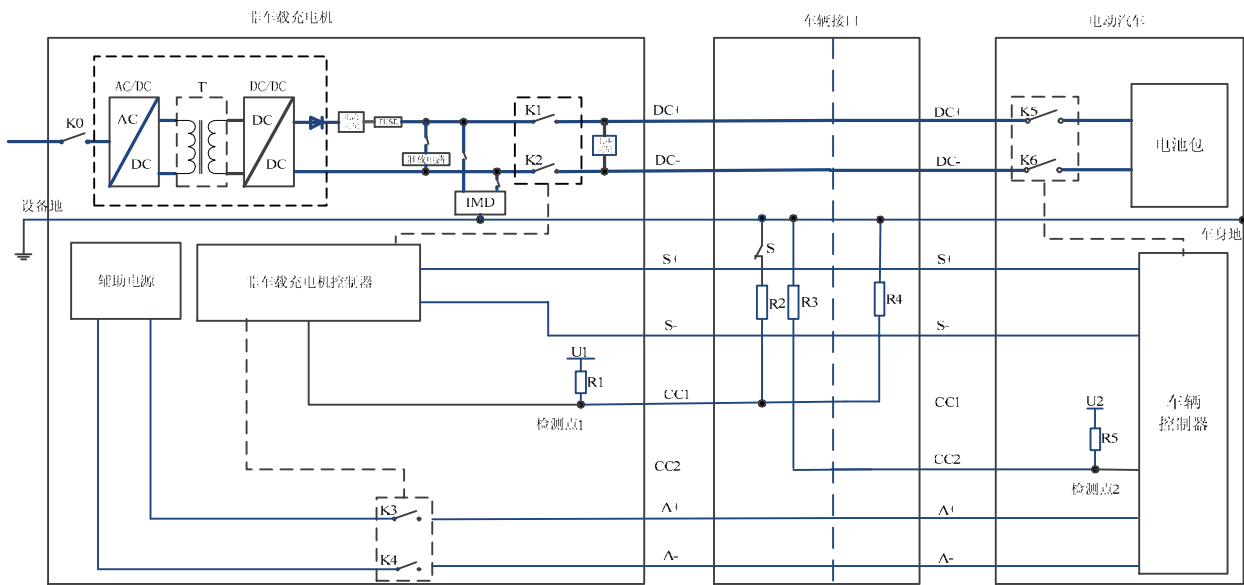 非车载充电机
车辆接口
电动汽车
AC/DC
T
DC/DC
K0
AC
DC
DC
DC
FUSE
泄放电路
IMD
K1
K2
DC+
DC-
DC+
DC-
K5
K6
电池包
设备地
车身地
辅助电源
非车载充电机控制器
S+
S-
S
R2
R3
R4
S+
S-
U1
R1
检测点1
CC1
CC1
CC2
CC2
U2
R5
检测点2
车辆
控制器
K3
K4
A+
A-
A+
A-